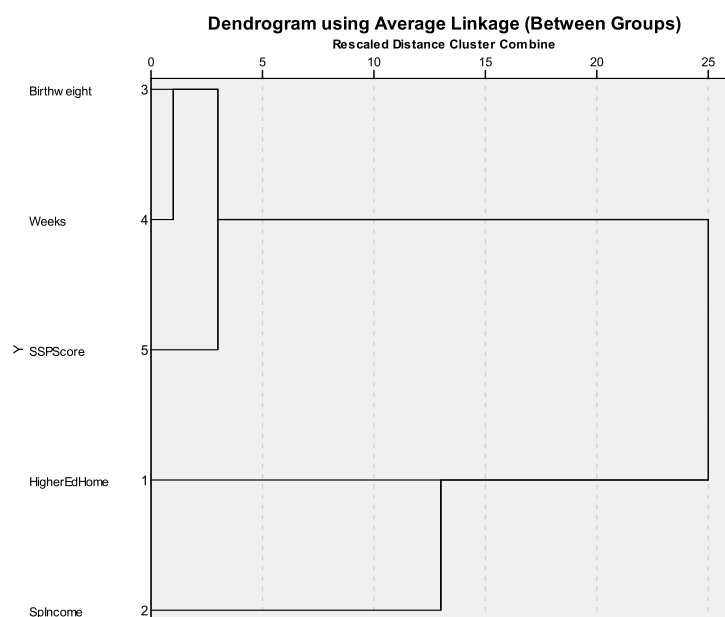 Dendrogram using Average Linkage (Between Groups)
Rescaled Distance Cluster Combine
0 5 10 15 20 25
Birthweight 3
Weeks 4
Y SSPScore 5
HigherEdHome 1
SpIncome 2